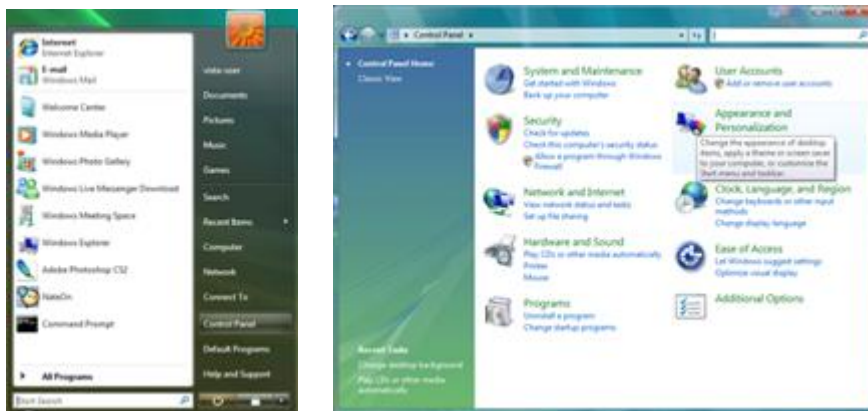 Internet
Internet Explorer
E-mail
Windows Mail
Welcome Center
Windows Media Player
Windows Photo Gallery
Windows Live Messenger Download
Windows Meeting Space
Windows Explorer
Adobe Photoshop CS2
NateOn
Command Prompt
All Programs
Start Search
vista user
Documents
Pictures
Music
Games
Search
Recent Items
Computer
Network
Connect To
Control Panel
Default Programs
Help and Support
Control Panel
Control Panel Home
Classic View
System and Maintenance
Get started with Windows
Back up your computer
Security
Check for updates
Check this computer's security status
Allow a program through Windows
Firewall
Network and Internet
View network status and tasks
Set up file sharing
Hardware and Sound
Play CDs or other media automatically
Printer
Mouse
Programs
Uninstall a program
Change startup programs
User Accounts
Add or remove user accounts
Appearance and
Personalization
Change the appearance of desktop
items, apply a theme or screen saver
to your computer, or customize the
Start menu and taskbar.
Clock, Language, and Region
Change keyboards or other input
methods
Change display language
Ease of Access
Let Windows suggest settings
Optimize visual display
Additional Options
Recent Tasks
Change desktop background
Play CDs or other media
automatically